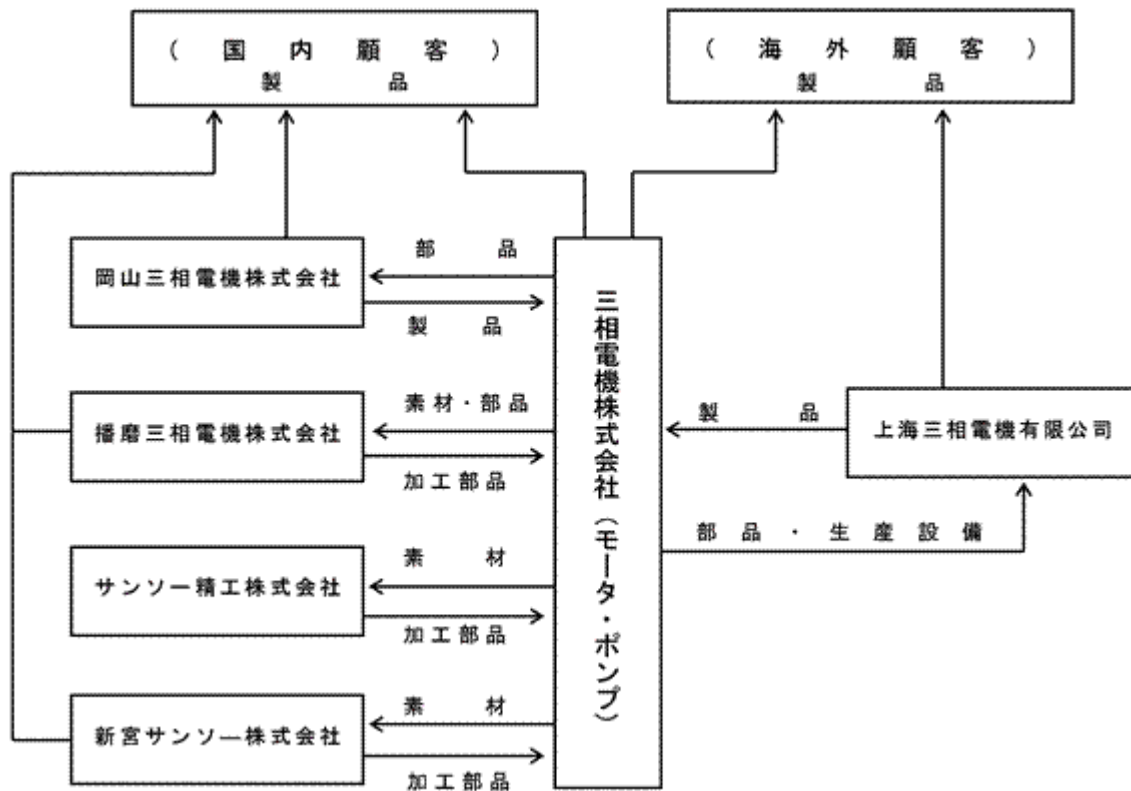 (国内顧客)
製品
(海外顧客)
製品
岡山三相電機株式会社
部品
製品
播磨三相電機株式会社
素材・部品
加工部品
サンソー精工株式会社
素材
加工部品
新宮サンソー株式会社
素材
加工部品
三相電機株式会社(モータ・ポンプ)
製品
上海三相電機有限公司
部品・生産設備